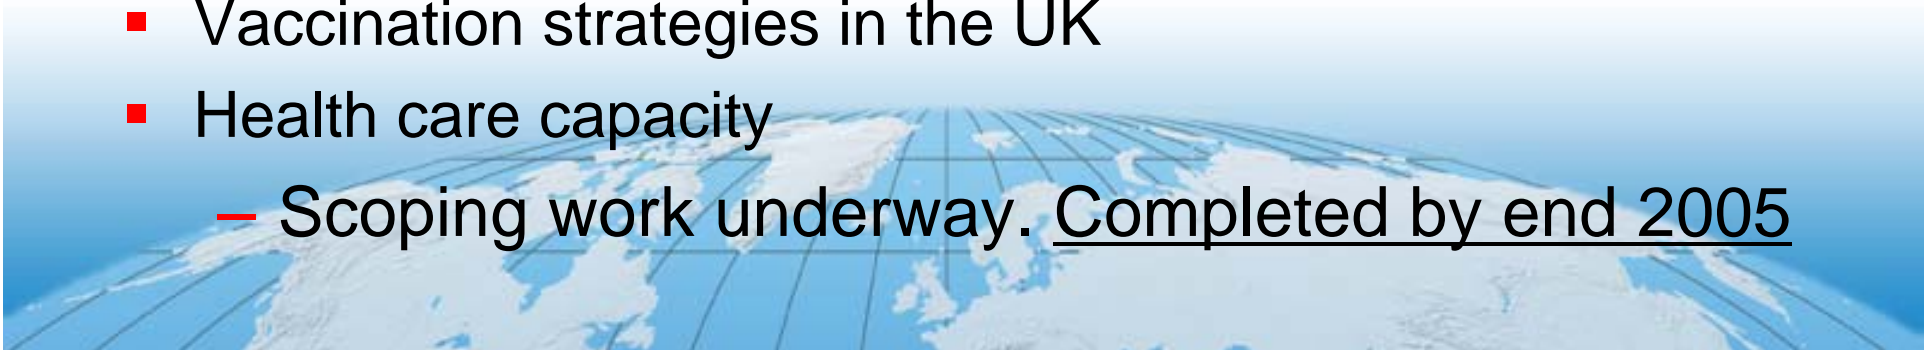 ▪ Vaccination strategies in the UK
▪ Health care capacity
– Scoping work underway. Completed by end 2005